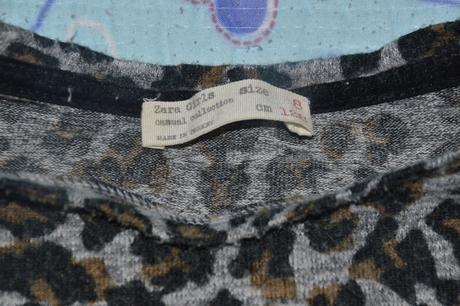 Zara Girls size 8
casual collection cm 128
MADE IN